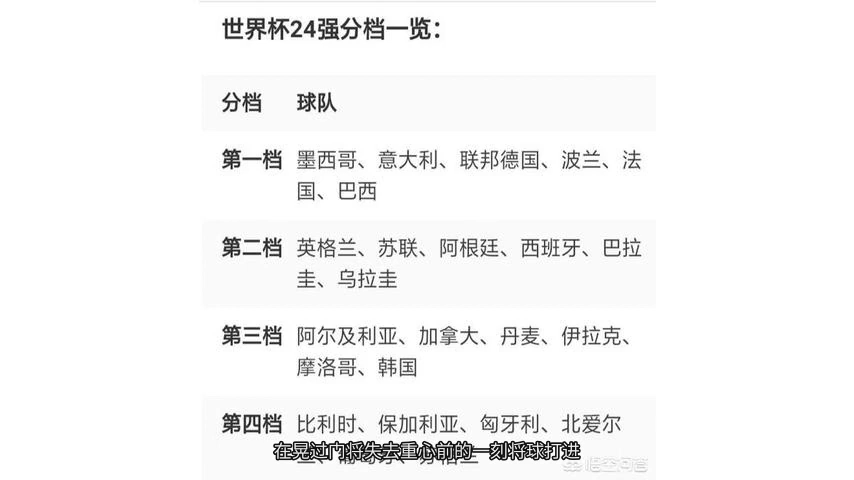 世界杯24强分档一览：
分档 球队
第一档 墨西哥、意大利、联邦德国、波兰、法
国、巴西
第二档 英格兰、苏联、阿根廷、西班牙、巴拉
圭、乌拉圭
第三档 阿尔及利亚、加拿大、丹麦、伊拉克、
摩洛哥、韩国
第四档 比利时、保加利亚、匈牙利、北爱尔
在晃过门将失去重心前的一刻将球打进
悟空问答